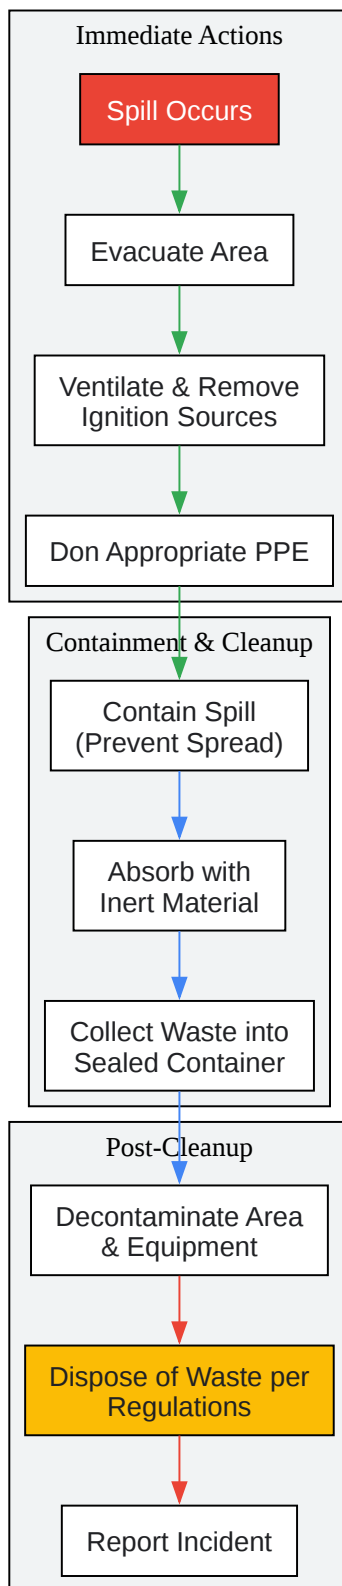 Immediate Actions
Spill Occurs
Evacuate Area
Ventilate & Remove
Ignition Sources
Don Appropriate PPE
Containment & Cleanup
Contain Spill
(Prevent Spread)
Absorb with
Inert Material
Collect Waste into
Sealed Container
Post-Cleanup
Decontaminate Area
& Equipment
Dispose of Waste per
Regulations
Report Incident